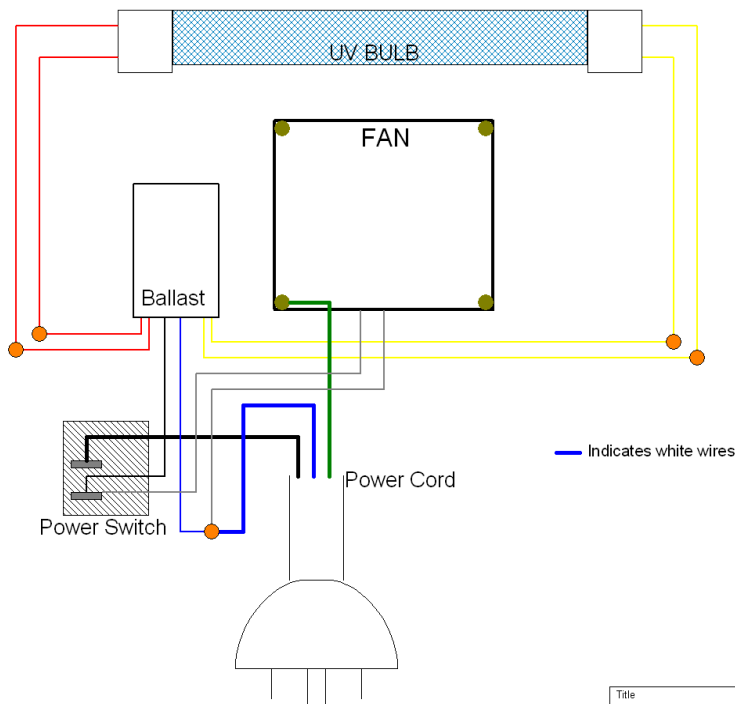 UV BULB
FAN
Ballast
Indicates white wires
Power Cord
Power Switch
Title